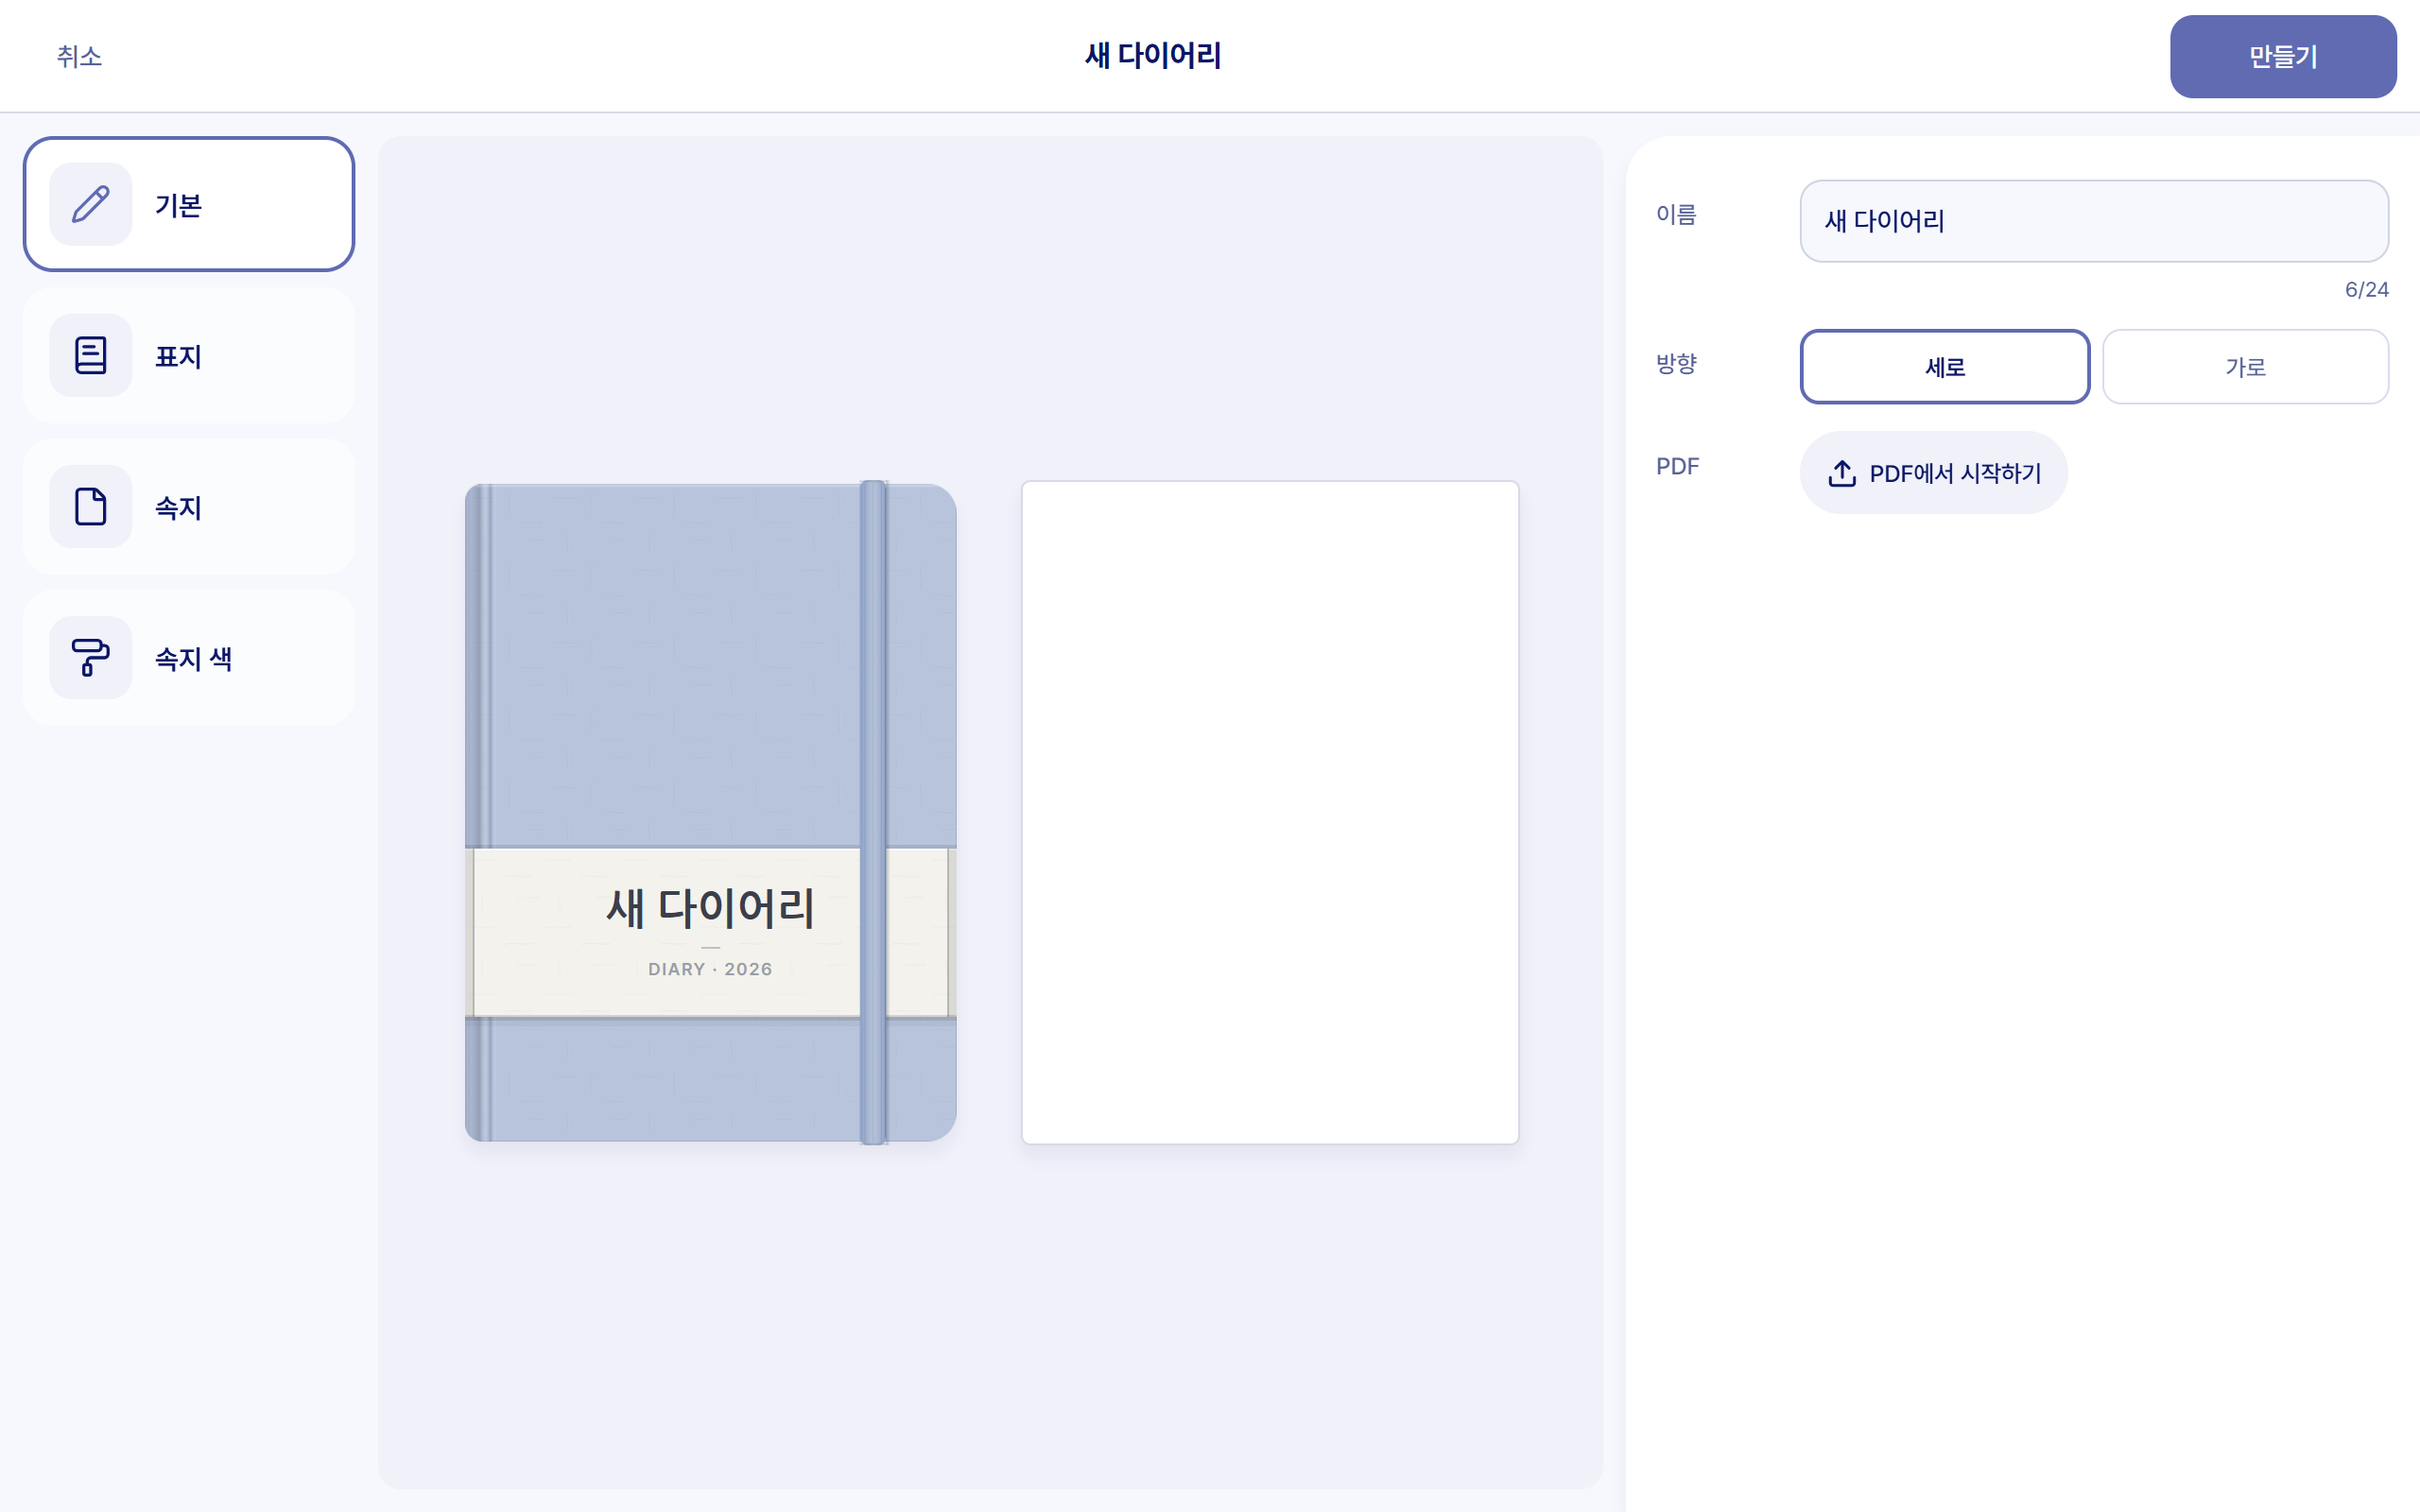 취소
새 다이어리
만들기
기본
표지
속지
속지 색
새 다이어리
DIARY · 2026
이름
새 다이어리
6/24
방향
세로
가로
PDF
PDF에서 시작하기